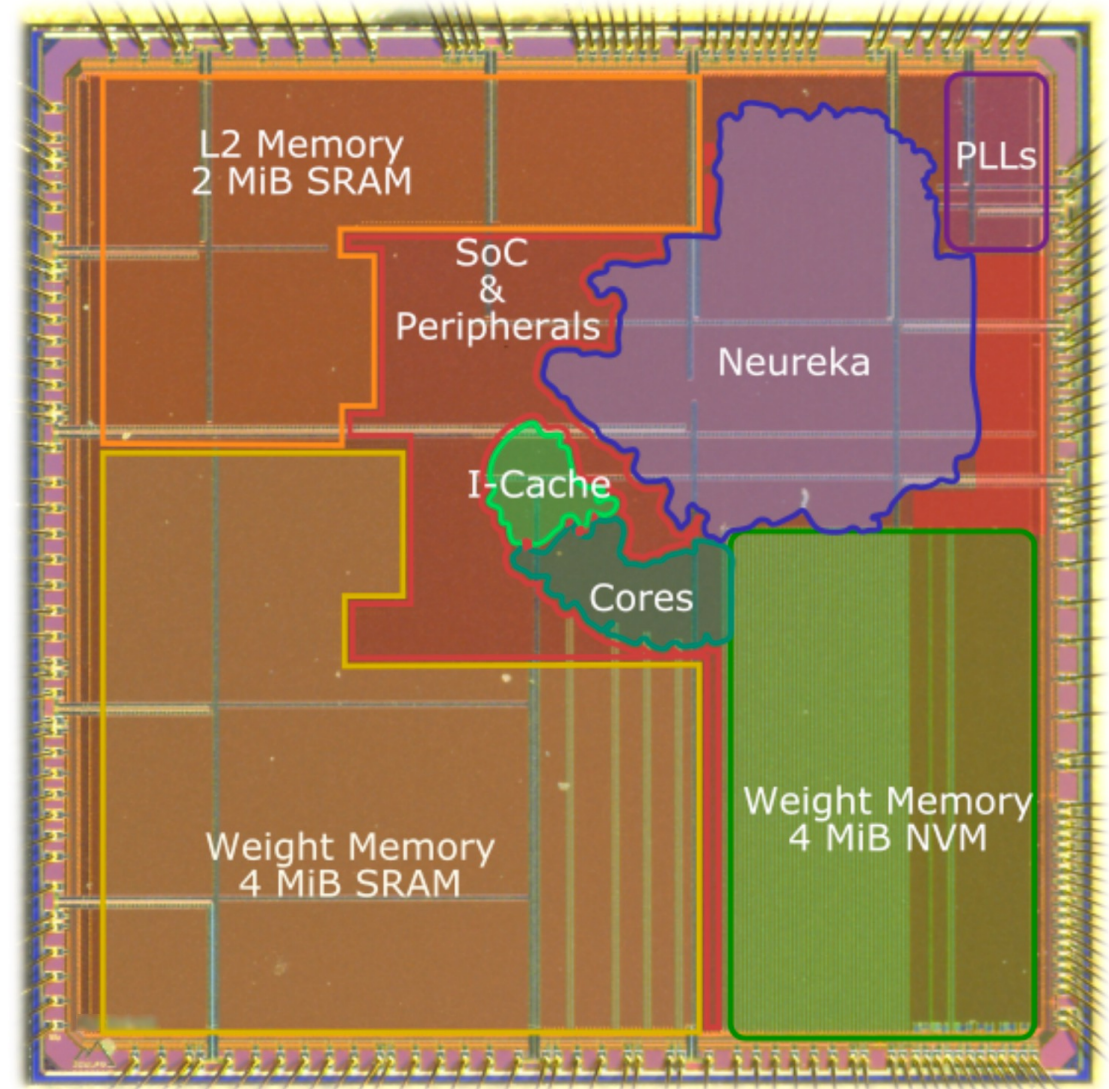 L2 Memory
2 MiB SRAM
PLLs
SoC
&
Peripherals
Neureka
I-Cache
Cores
Weight Memory
4 MiB NVM
Weight Memory
4 MiB SRAM